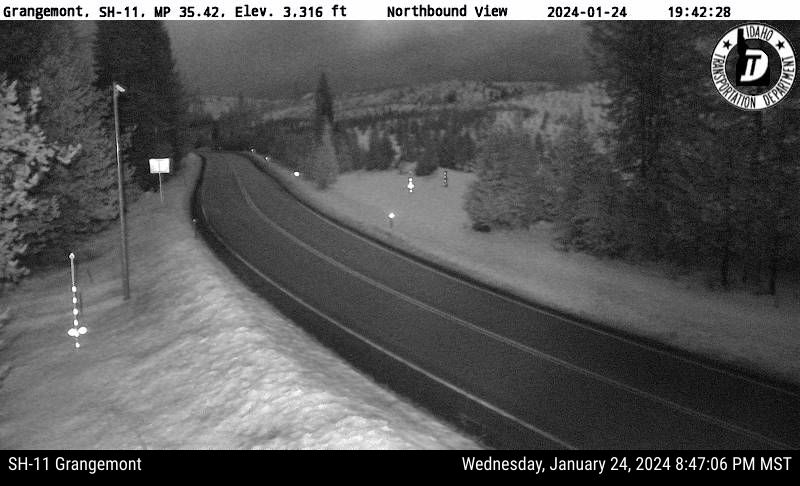 Grangemont, SH-11, MP 35.42, Elev. 3,316 ft Northbound View 2024-01-24 19:42:28
IDAHO
TRANSPORTATION DEPARTMENT
SH-11 Grangemont Wednesday, January 24, 2024 8:47:06 PM MST